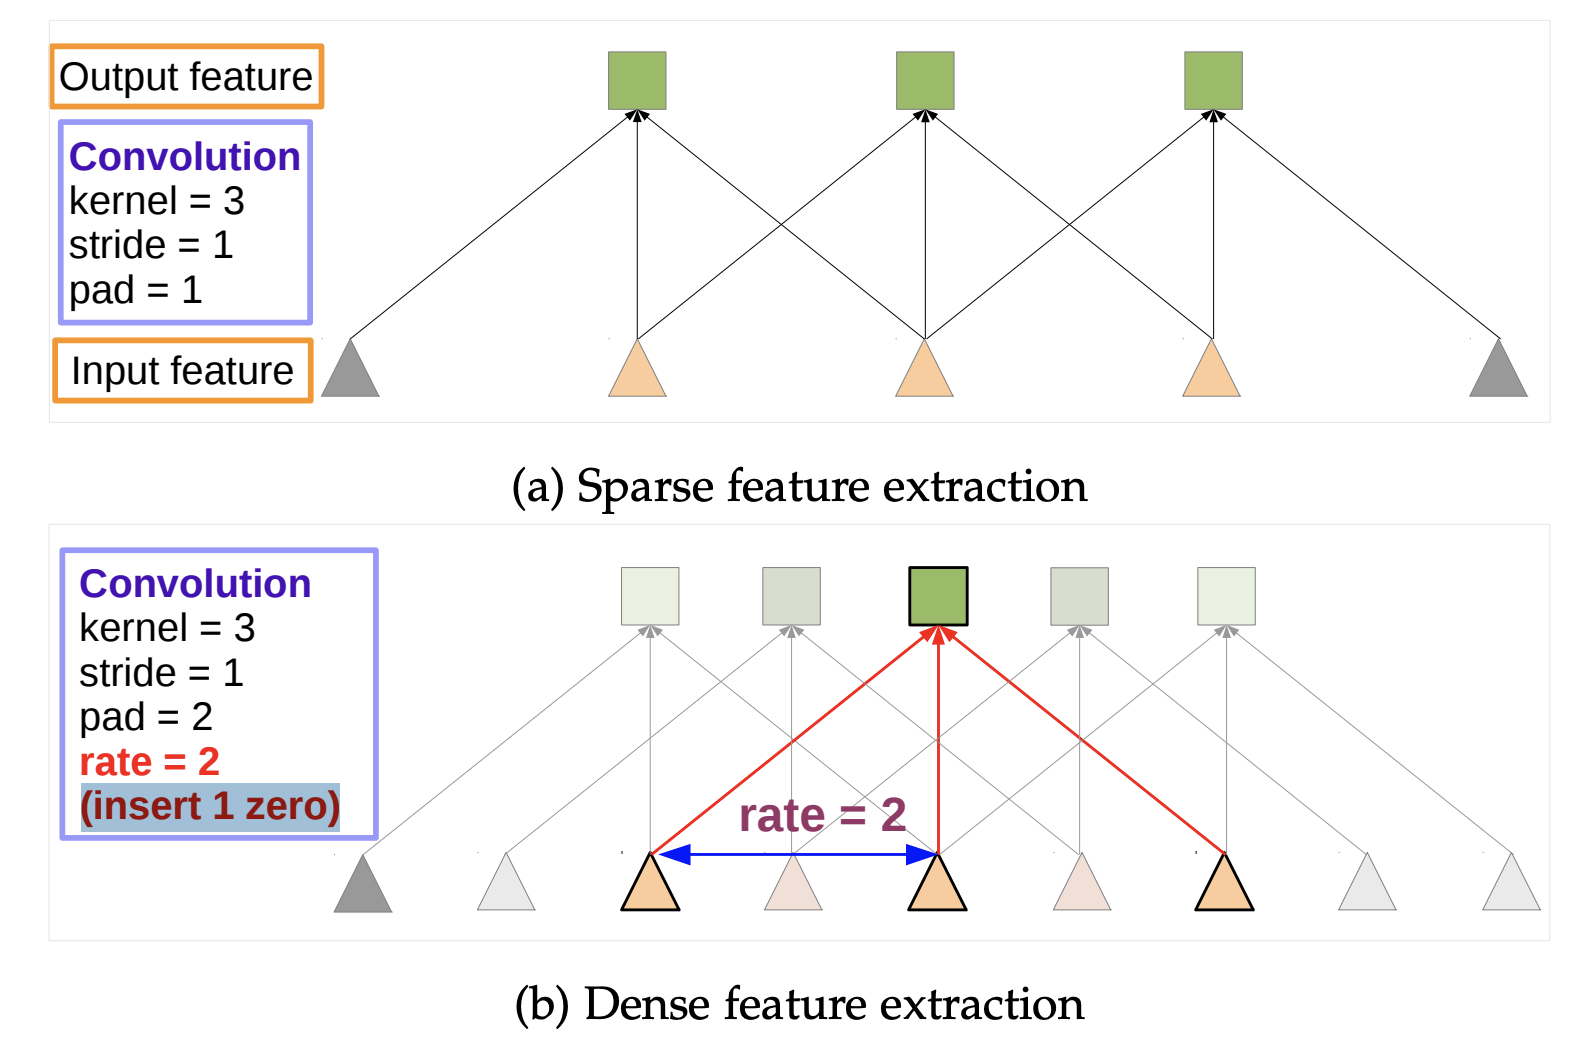 Output feature
Convolution
kernel = 3
stride = 1
pad = 1
Input feature
(a) Sparse feature extraction
Convolution
kernel = 3
stride = 1
pad = 2
rate = 2
(insert 1 zero)
rate = 2
(b) Dense feature extraction